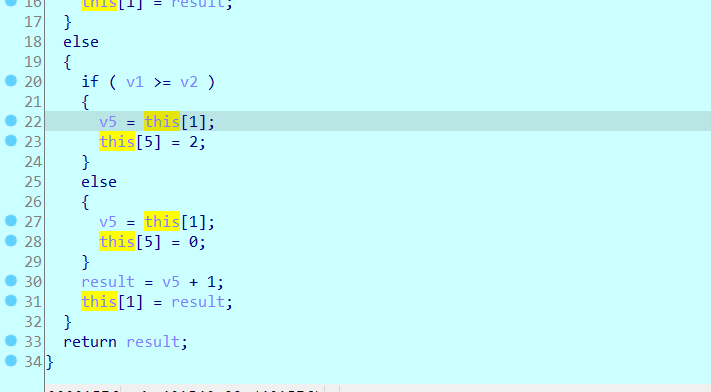 16 this[1] = result;
17 }
18 else
19 {
20 if ( v1 >= v2 )
21 {
22 v5 = this[1];
23 this[5] = 2;
24 }
25 else
26 {
27 v5 = this[1];
28 this[5] = 0;
29 }
30 result = v5 + 1;
31 this[1] = result;
32 }
33 return result;
34 }